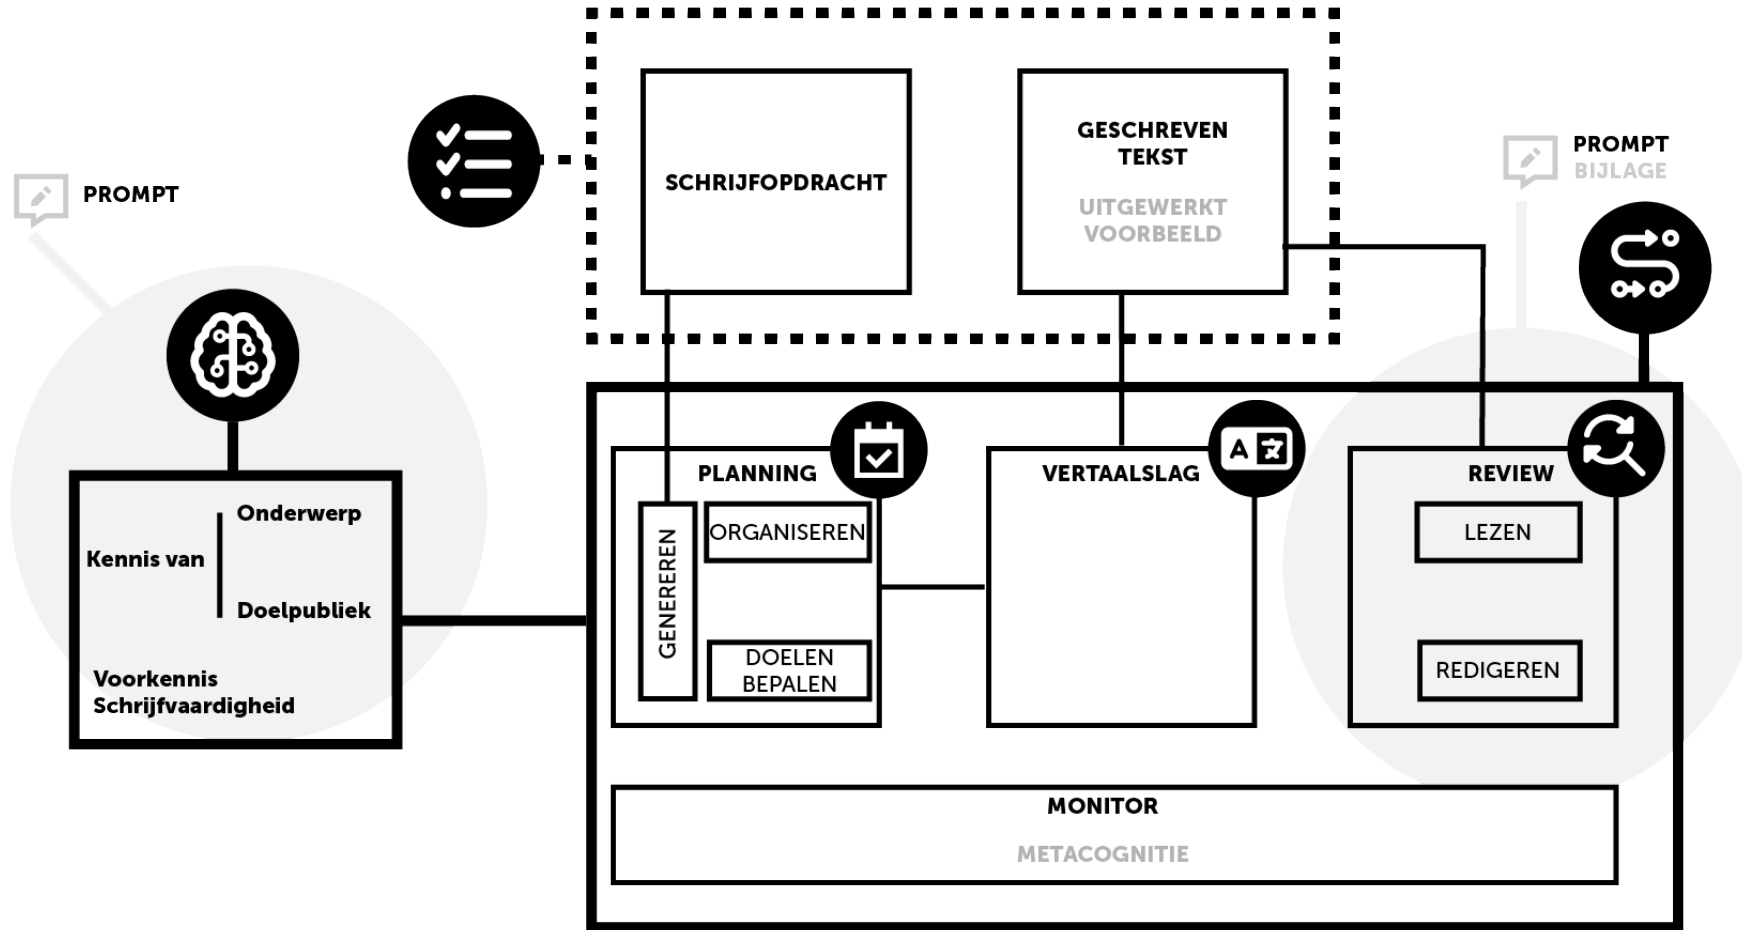 PROMPT
SCHRIJFOPDRACHT
GESCHREVEN
TEKST
UITGEWERKT
VOORBEELD
PROMPT
BIJLAGE
Kennis van
Onderwerp
Doelpubliek
Voorkennis
Schrijfvaardigheid
PLANNING
GENEREREN
ORGANISEREN
DOELEN
BEPALEN
VERTAALSLAG
A 文
REVIEW
LEZEN
REDIGEREN
MONITOR
METACOGNITIE